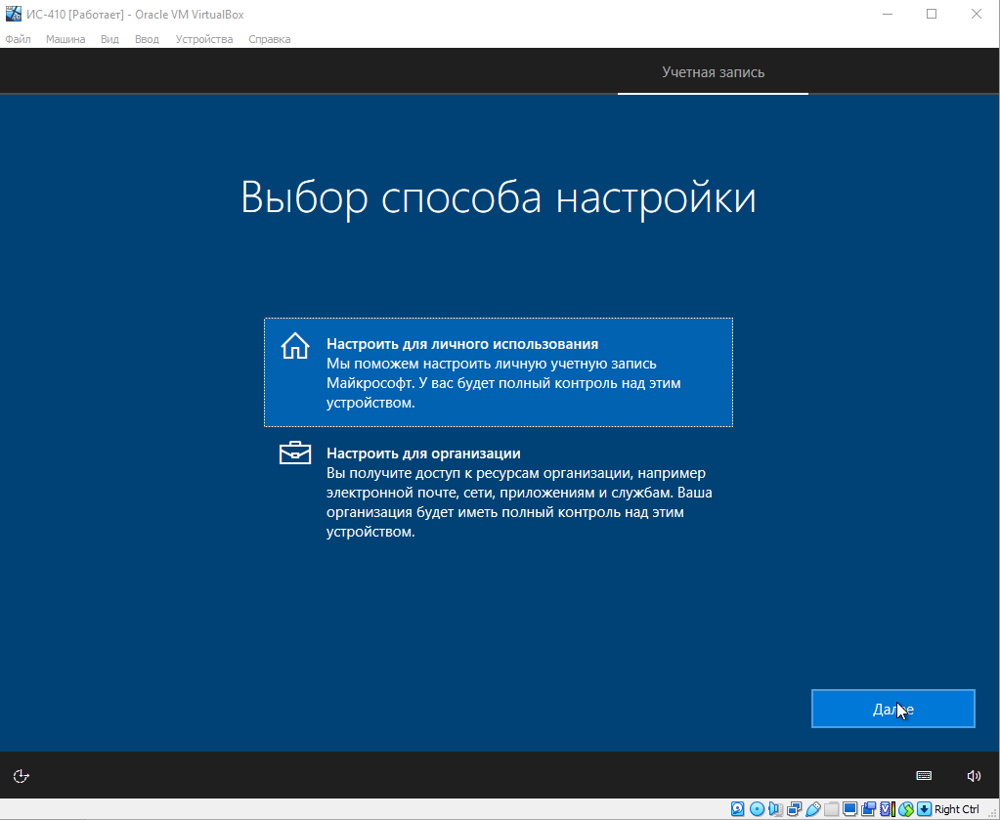 ИС-410 [Работает] - Oracle VM VirtualBox
Файл Машина Вид Ввод Устройства Справка
Учетная запись
Выбор способа настройки
Настроить для личного использования
Мы поможем настроить личную учетную запись
Майкрософт. У вас будет полный контроль над этим
устройством.
Настроить для организации
Вы получите доступ к ресурсам организации, например
электронной почте, сети, приложениям и службам. Ваша
организация будет иметь полный контроль над этим
устройством.
Далее
Right Ctrl